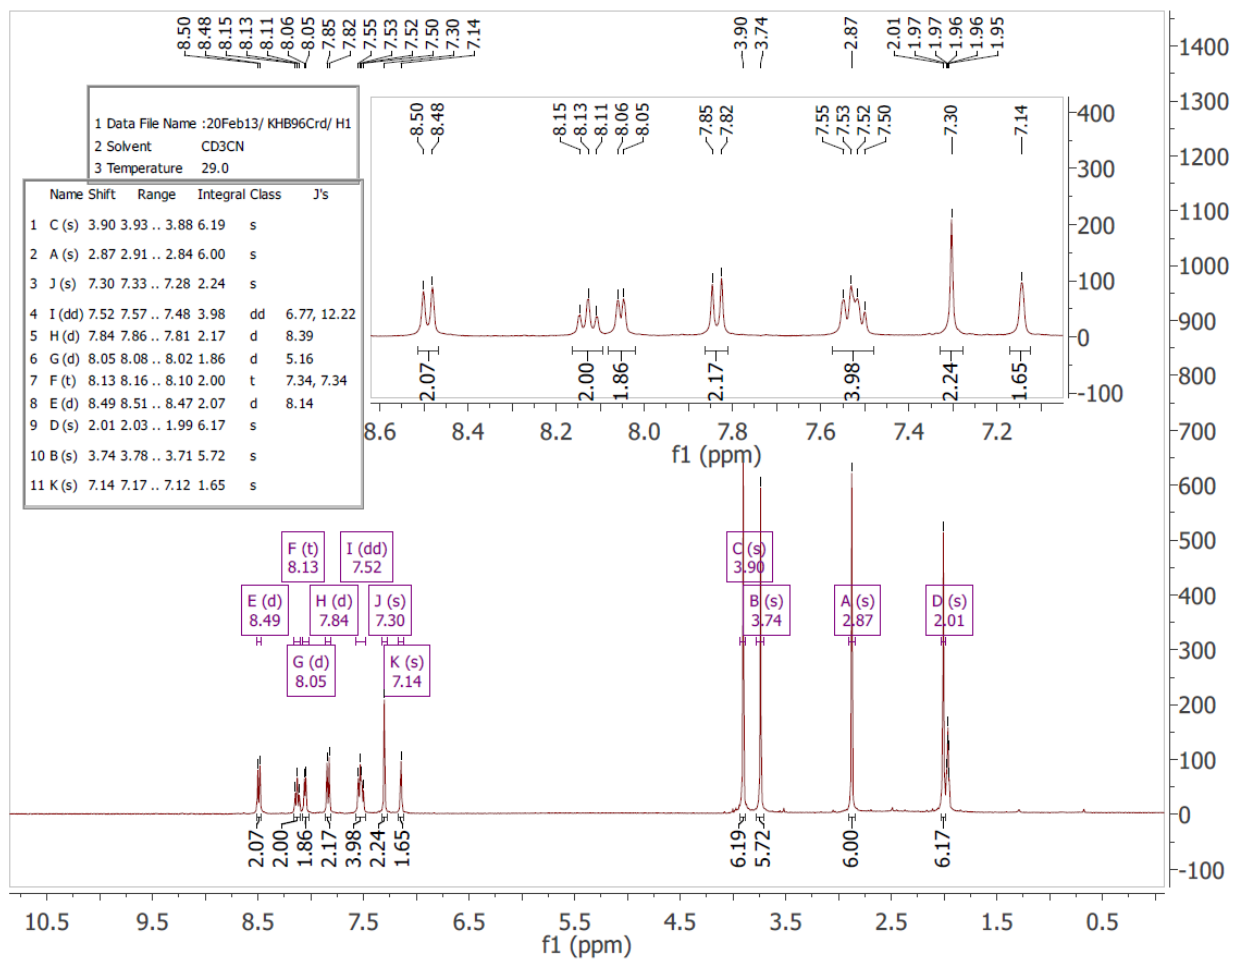 8.50 8.48 8.15 8.13 8.11 8.06 8.05 7.85 7.82 7.55 7.53 7.52 7.50 7.30 7.14 3.90 3.74 2.87 2.01 1.97 1.97 1.96 1.96 1.95
1 Data File Name :20Feb13/ KHB96Crd/ H1
2 Solvent CD3CN
3 Temperature 29.0
Name Shift Range Integral Class J's
1 C (s) 3.90 3.93 .. 3.88 6.19 s
2 A (s) 2.87 2.91 .. 2.84 6.00 s
3 J (s) 7.30 7.33 .. 7.28 2.24 s
4 I (dd) 7.52 7.57 .. 7.48 3.98 dd 6.77, 12.22
5 H (d) 7.84 7.86 .. 7.81 2.17 d 8.39
6 G (d) 8.05 8.08 .. 8.02 1.86 d 5.16
7 F (t) 8.13 8.16 .. 8.10 2.00 t 7.34, 7.34
8 E (d) 8.49 8.51 .. 8.47 2.07 d 8.14
9 D (s) 2.01 2.03 .. 1.99 6.17 s
10 B (s) 3.74 3.78 .. 3.71 5.72 s
11 K (s) 7.14 7.17 .. 7.12 1.65 s
8.50 8.48 8.15 8.13 8.11 8.06 8.05 7.85 7.82 7.55 7.53 7.52 7.50 7.30 7.14
400
300
200
100
0
-100
2.07 2.00 1.86 2.17 3.98 2.24 1.65
8.6 8.4 8.2 8.0 7.8 7.6 7.4 7.2
f1 (ppm)
F (t)
8.13
I (dd)
7.52
C (s)
3.90
E (d)
8.49
H (d)
7.84
J (s)
7.30
B (s)
3.74
A (s)
2.87
D (s)
2.01
G (d)
8.05
K (s)
7.14
1400
1300
1200
1100
1000
900
800
700
600
500
400
300
200
100
0
-100
2.07 2.00 1.86 2.17 3.98 2.24 1.65 6.19 5.72 6.00 6.17
10.5 9.5 8.5 7.5 6.5 5.5 4.5 3.5 2.5 1.5 0.5
f1 (ppm)